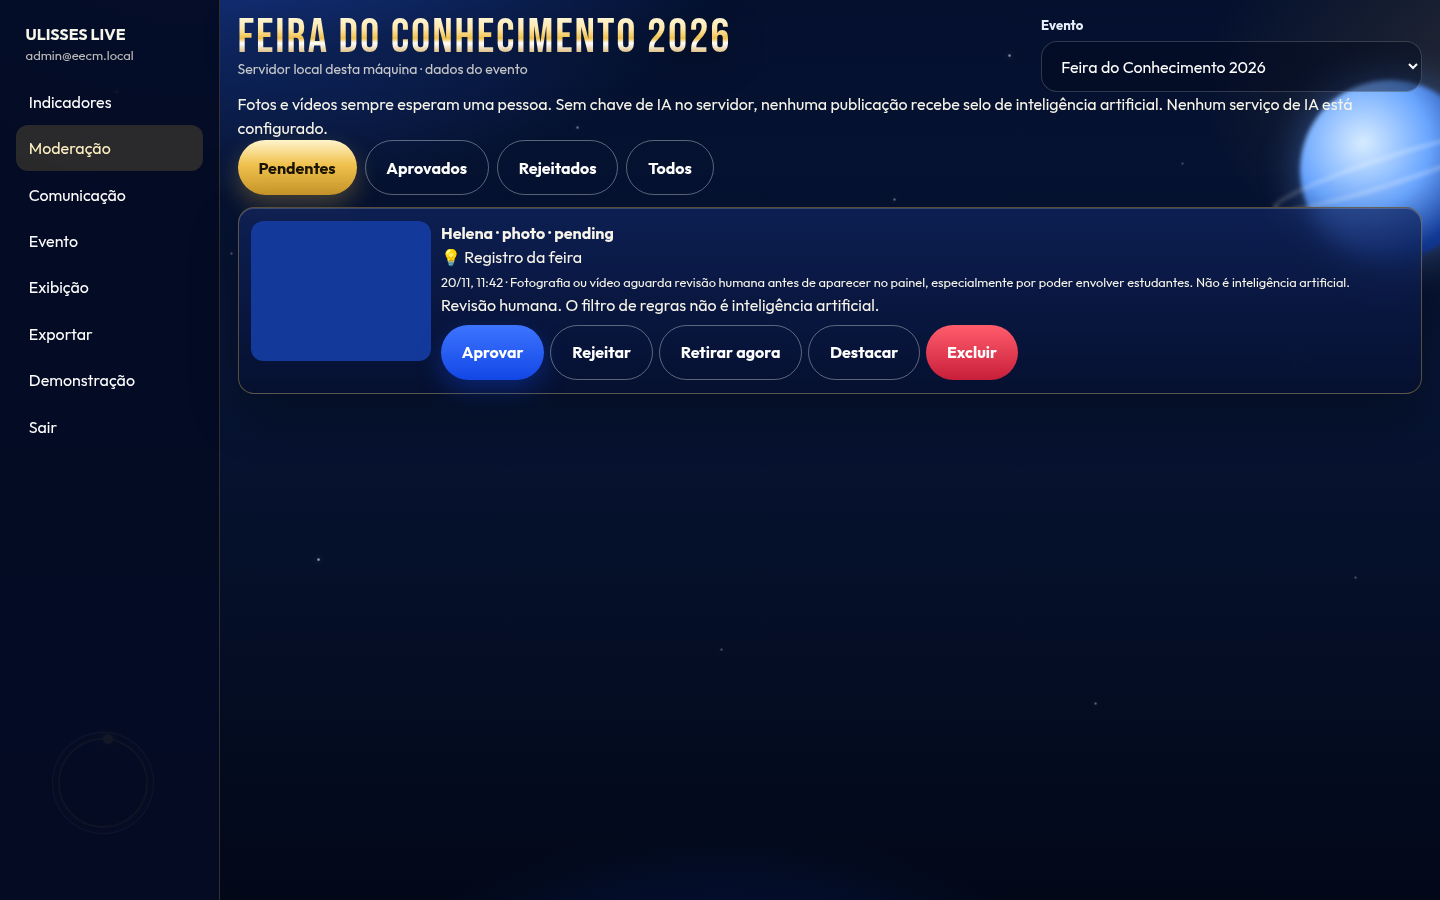 ULISSES LIVE
admin@eecm.local
Indicadores
Moderação
Comunicação
Evento
Exibição
Exportar
Demonstração
Sair
FEIRA DO CONHECIMENTO 2026
Servidor local desta máquina · dados do evento
Evento
Feira do Conhecimento 2026
Fotos e vídeos sempre esperam uma pessoa. Sem chave de IA no servidor, nenhuma publicação recebe selo de inteligência artificial. Nenhum serviço de IA está
configurado.
Pendentes
Aprovados
Rejeitados
Todos
Helena · photo · pending
💡 Registro da feira
20/11, 11:42 · Fotografia ou vídeo aguarda revisão humana antes de aparecer no painel, especialmente por poder envolver estudantes. Não é inteligência artificial.
Revisão humana. O filtro de regras não é inteligência artificial.
Aprovar
Rejeitar
Retirar agora
Destacar
Excluir